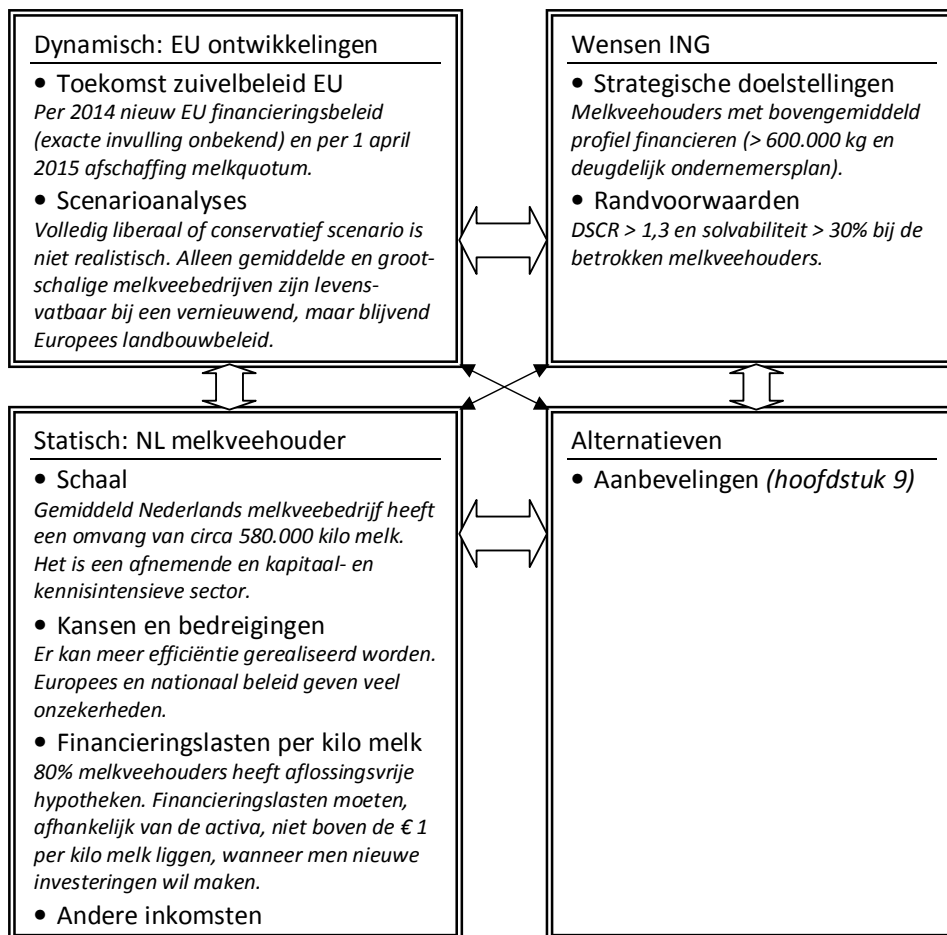 Dynamisch: EU ontwikkelingen
• Toekomst zuivelbeleid EU
Per 2014 nieuw EU financieringsbeleid
(exacte invulling onbekend) en per 1 april
2015 afschaffing melkquotum.
• Scenarioanalyses
Volledig liberaal of conservatief scenario is
niet realistisch. Alleen gemiddelde en groot-
schalige melkveebedrijven zijn levens-
vatbaar bij een vernieuwend, maar blijvend
Europees landbouwbeleid.
Wensen ING
• Strategische doelstellingen
Melkveehouders met bovengemiddeld
profiel financieren (> 600.000 kg en
deugdelijk ondernemersplan).
• Randvoorwaarden
DSCR > 1,3 en solvabiliteit > 30% bij de
betrokken melkveehouders.
Statisch: NL melkveehouder
• Schaal
Gemiddeld Nederlands melkveebedrijf heeft
een omvang van circa 580.000 kilo melk.
Het is een afnemende en kapitaal- en
kennisintensieve sector.
• Kansen en bedreigingen
Er kan meer efficiëntie gerealiseerd worden.
Europees en nationaal beleid geven veel
onzekerheden.
• Financieringslasten per kilo melk
80% melkveehouders heeft aflossingsvrije
hypotheken. Financieringslasten moeten,
afhankelijk van de activa, niet boven de € 1
per kilo melk liggen, wanneer men nieuwe
investeringen wil maken.
• Andere inkomsten
Alternatieven
• Aanbevelingen (hoofdstuk 9)